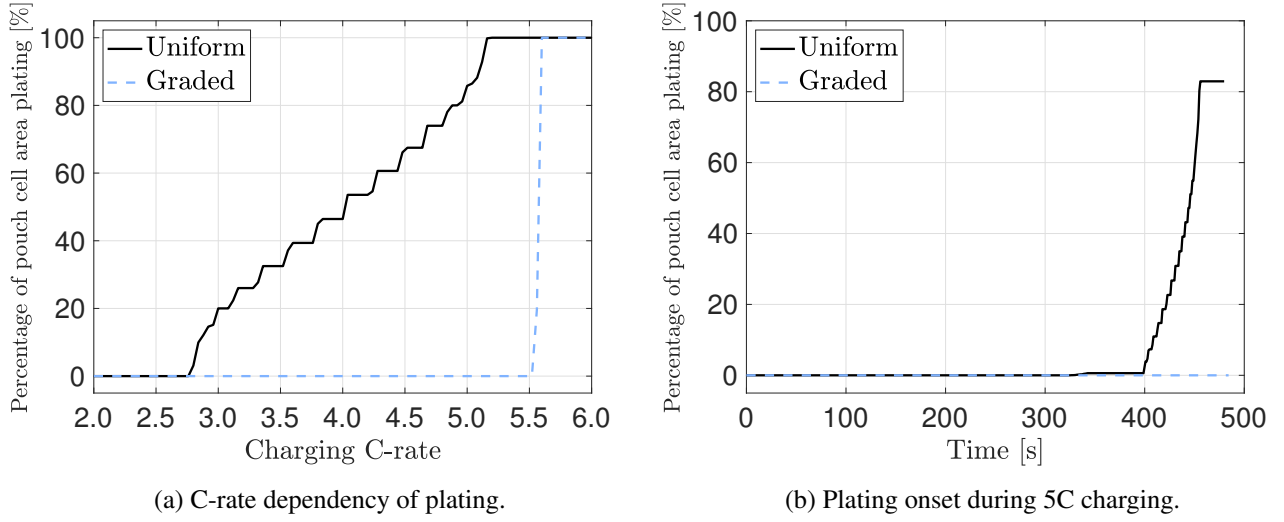 Percentage of pouch cell area plating [%]
100
80
60
40
20
0
Uniform
Graded
2.0 2.5 3.0 3.5 4.0 4.5 5.0 5.5 6.0
Charging C-rate
(a) C-rate dependency of plating.
Percentage of pouch cell area plating [%]
100
80
60
40
20
0
Uniform
Graded
0 100 200 300 400 500
Time [s]
(b) Plating onset during 5C charging.